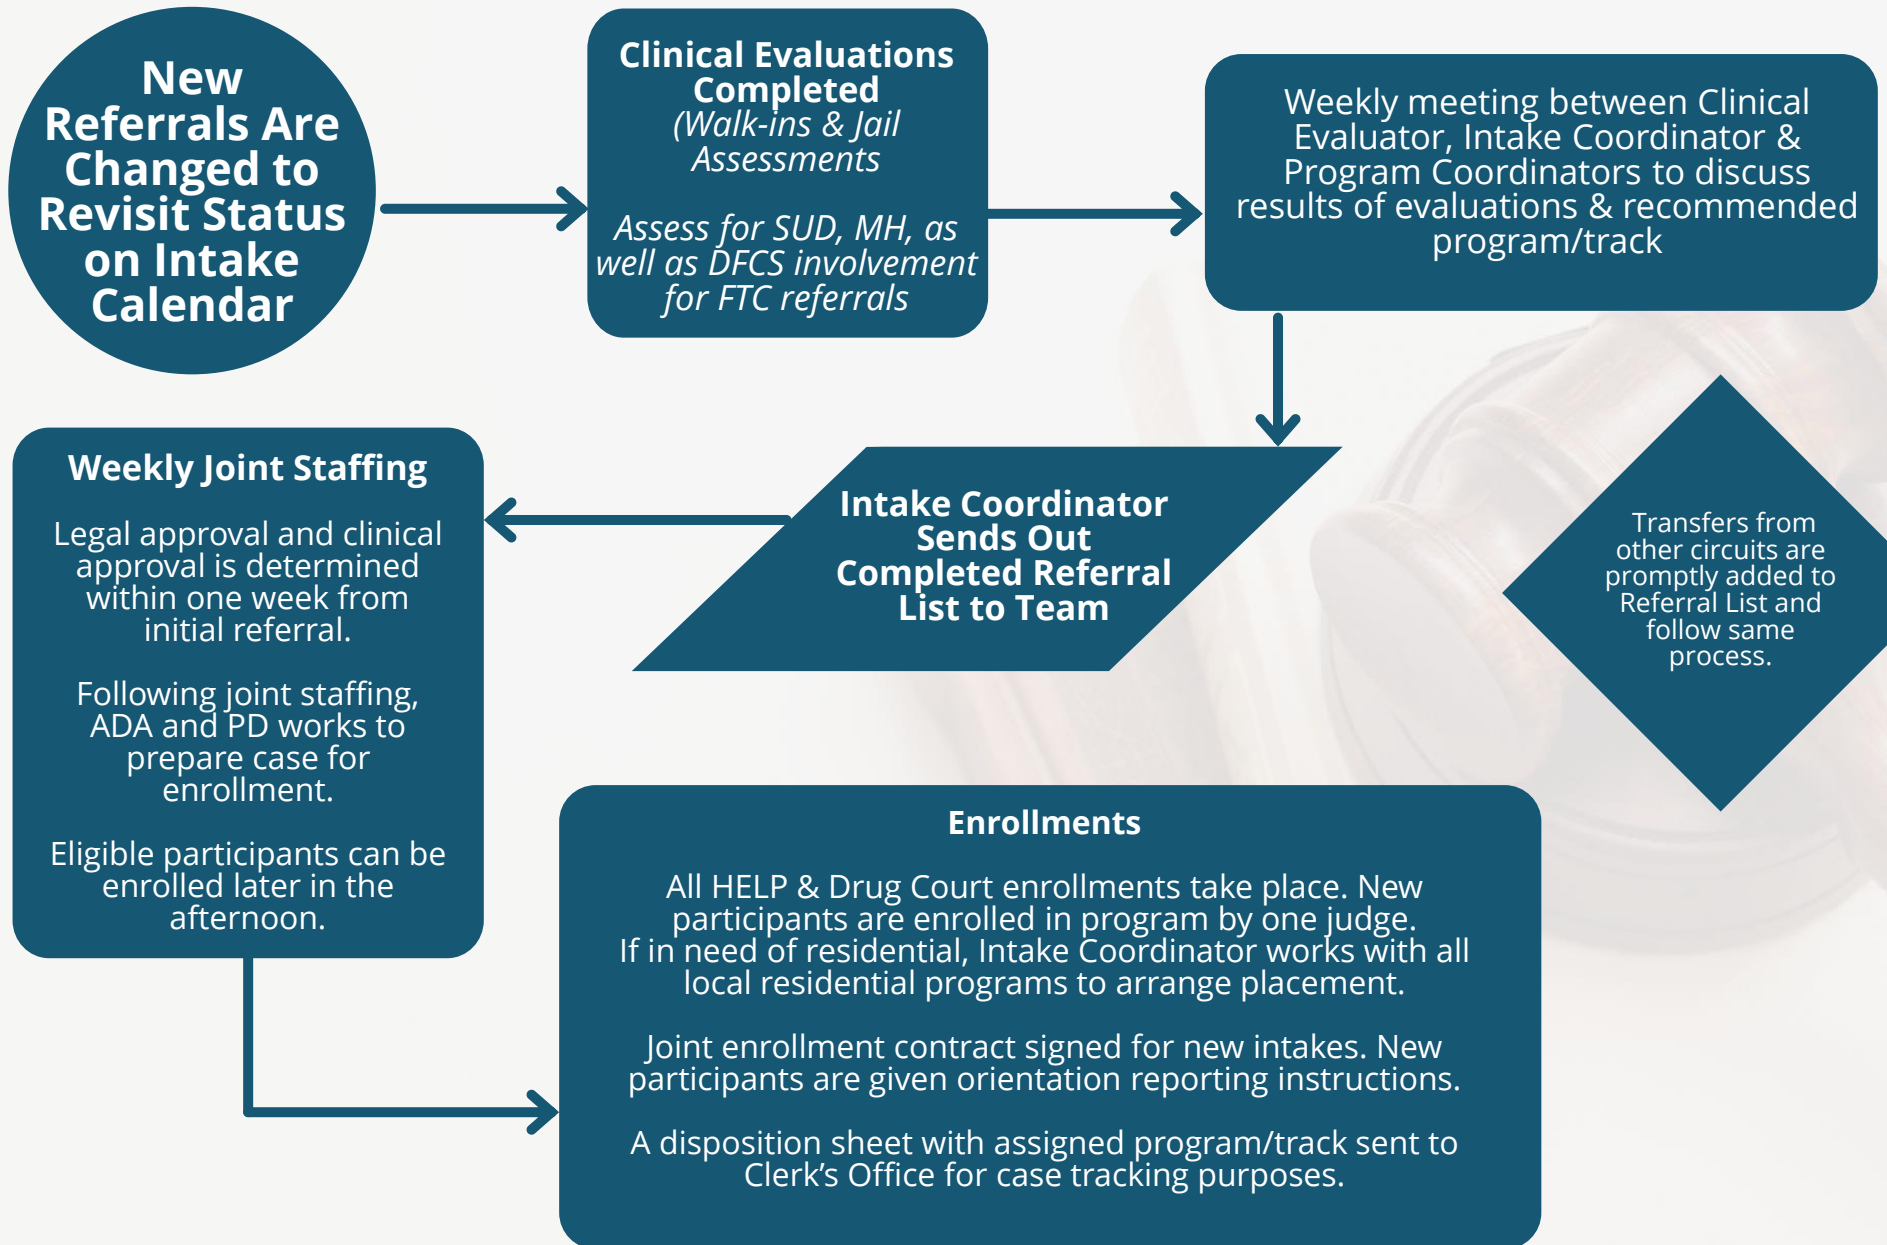 New
Referrals Are
Changed to
Revisit Status
on Intake
Calendar
Clinical Evaluations
Completed
(Walk-ins & Jail
Assessments
Assess for SUD, MH, as
well as DFCS involvement
for FTC referrals
Weekly meeting between Clinical
Evaluator, Intake Coordinator &
Program Coordinators to discuss
results of evaluations & recommended
program/track
Intake Coordinator
Sends Out
Completed Referral
List to Team
Transfers from
other circuits are
promptly added to
Referral List and
follow same
process.
Weekly Joint Staffing
Legal approval and clinical
approval is determined
within one week from
initial referral.
Following joint staffing,
ADA and PD works to
prepare case for
enrollment.
Eligible participants can be
enrolled later in the
afternoon.
Enrollments
All HELP & Drug Court enrollments take place. New
participants are enrolled in program by one judge.
If in need of residential, Intake Coordinator works with all
local residential programs to arrange placement.
Joint enrollment contract signed for new intakes. New
participants are given orientation reporting instructions.
A disposition sheet with assigned program/track sent to
Clerk’s Office for case tracking purposes.